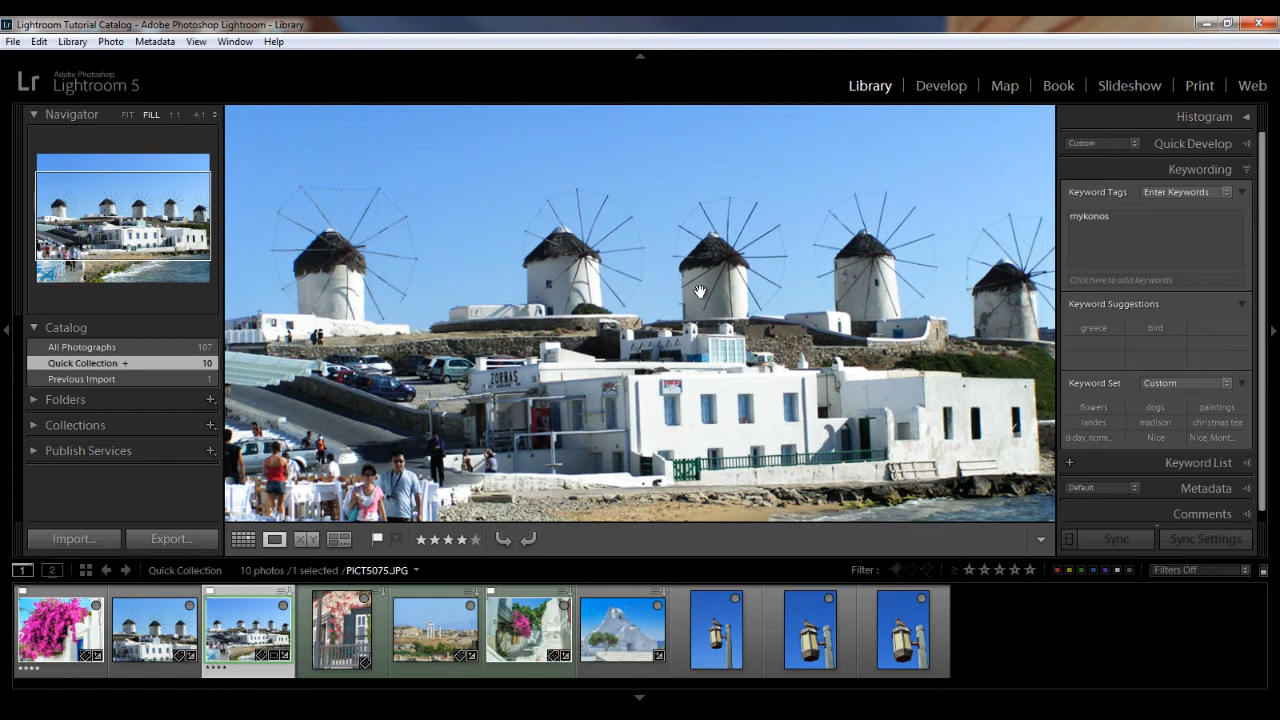 Lr Lightroom Tutorial Catalog - Adobe Photoshop Lightroom - Library
File Edit Library Photo Metadata View Window Help
Lr Adobe Photoshop
Lightroom 5
Library | Develop | Map | Book | Slideshow | Print | Web
Navigator FIT FILL 1:1 4:1
Histogram
Custom Quick Develop
Keywording
Keyword Tags Enter Keywords
mykonos
Click here to add keywords
Keyword Suggestions
greece bird
Catalog
All Photographs 107
Quick Collection + 10
Previous Import 1
Folders +
Collections +
Publish Services +
ZORBAS
Keyword Set Custom
flowers dogs paintings
landes madison christmas tea
d-day, norm... Nice Nice, Mont...
+ Keyword List
Default Metadata
Comments
Import... Export...
XY
Sync Sync Settings
1 2 Quick Collection 10 photos / 1 selected / PICT5075.JPG
Filter : Filters Off